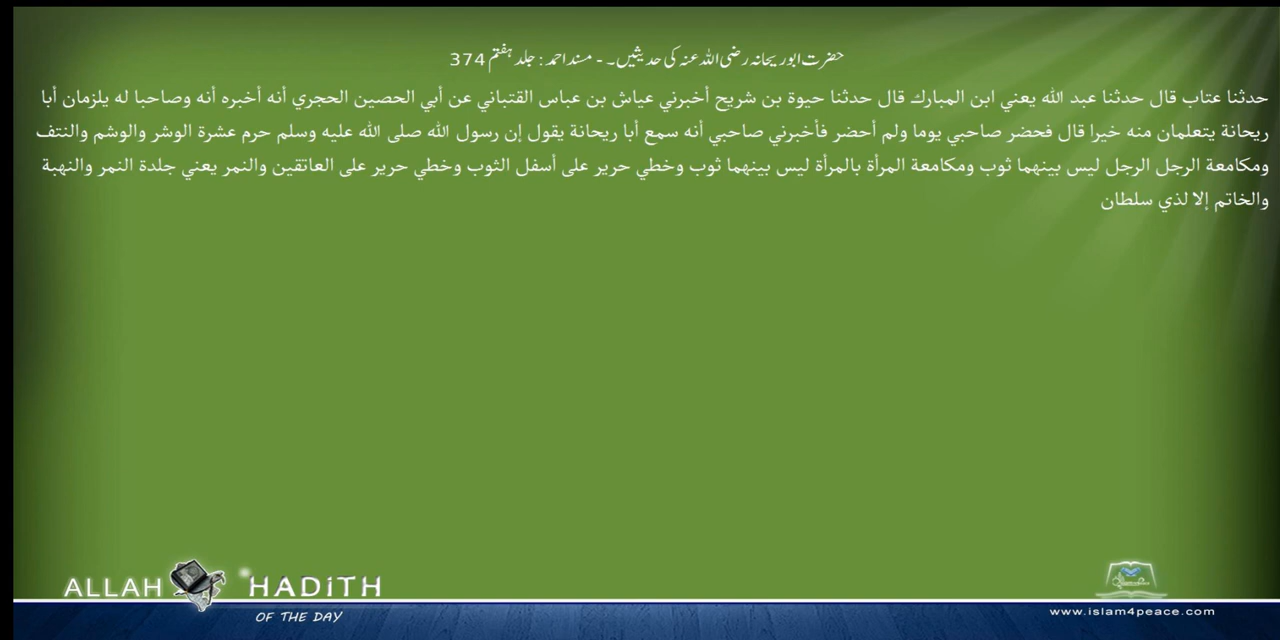 حضرت ابوریحانہ رضی اللہ عنہ کی حدیثیں۔ - مسند احمد : جلد ہفتم 374
حدثنا عتاب قال حدثنا عبد الله يعني ابن المبارك قال حدثنا حيوة بن شريح أخبرني عياش بن عباس القتباني عن أبي الحصين الحجري أنه أخبره أنه وصاحبا له يلزمان أبا
ريحانة يتعلمان منه خيرا قال فحضر صاحبي يوما ولم أحضر فأخبرني صاحبي أنه سمع أبا ريحانة يقول إن رسول الله صلى الله عليه وسلم حرم عشرة الوشر والوشم والنتف
ومكامعة الرجل الرجل ليس بينهما ثوب ومكامعة المرأة بالمرأة ليس بينهما ثوب وخطي حرير على أسفل الثوب وخطي حرير على العاتقين والنمر يعني جلدة النمر والنهبة
والخاتم إلا لذي سلطان
ALLAH HADITH
OF THE DAY
www.islam4peace.com